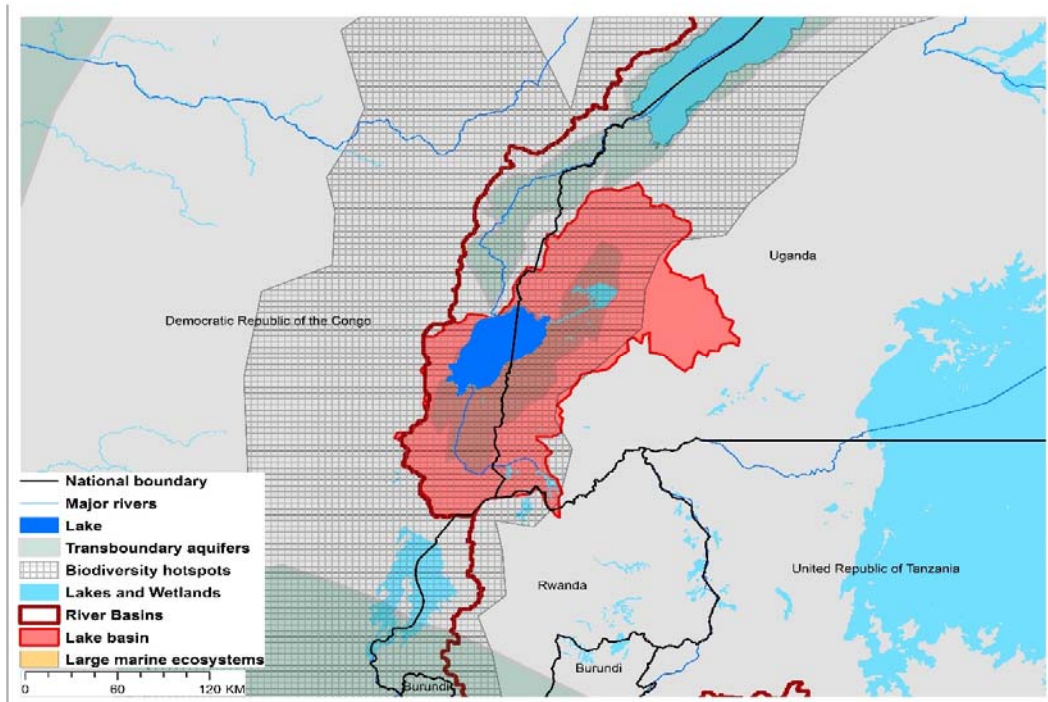 Uganda
Democratic Republic of the Congo
National boundary
Major rivers
Lake
Transboundary aquifers
Biodiversity hotspots
Lakes and Wetlands
River Basins
Lake basin
Large marine ecosystems
0 60 120 KM
Rwanda
United Republic of Tanzania
Burundi
Burundi